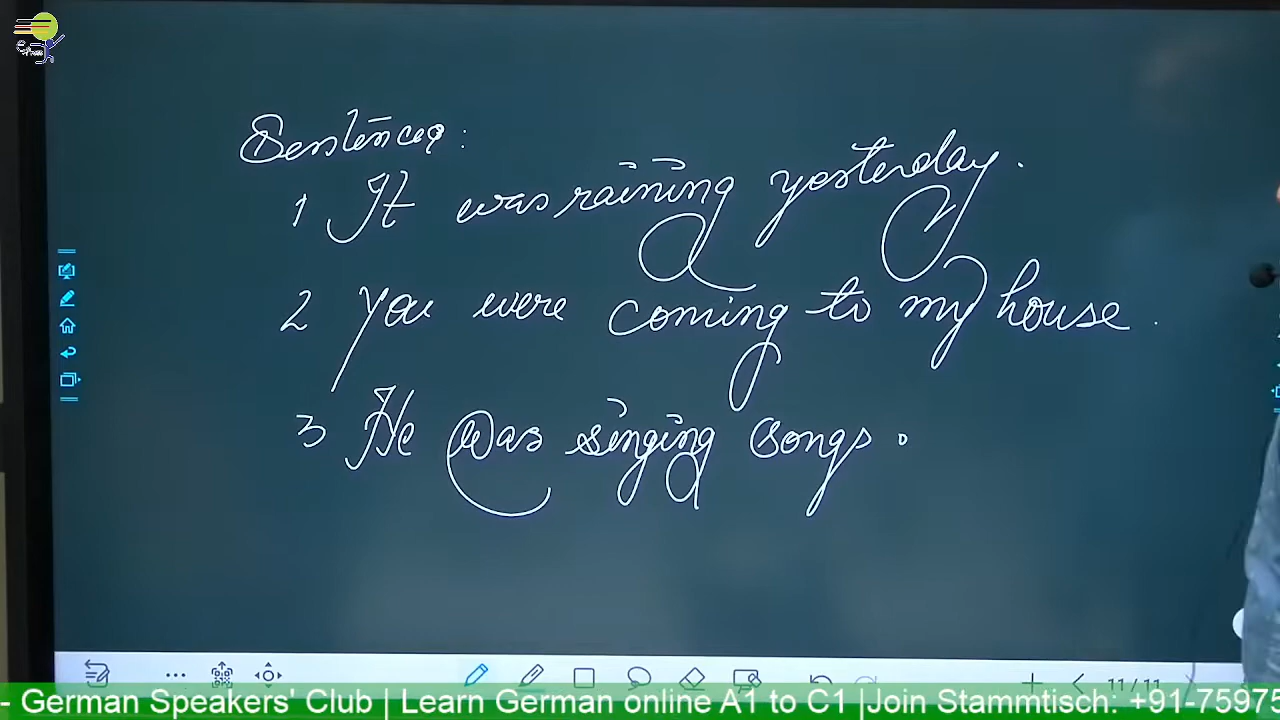 Sentences:
1 It was raining yesterday.
2 You were coming to my house.
3 He was singing songs.
11/11
- German Speakers' Club | Learn German online A1 to C1 |Join Stammtisch: +91-75975